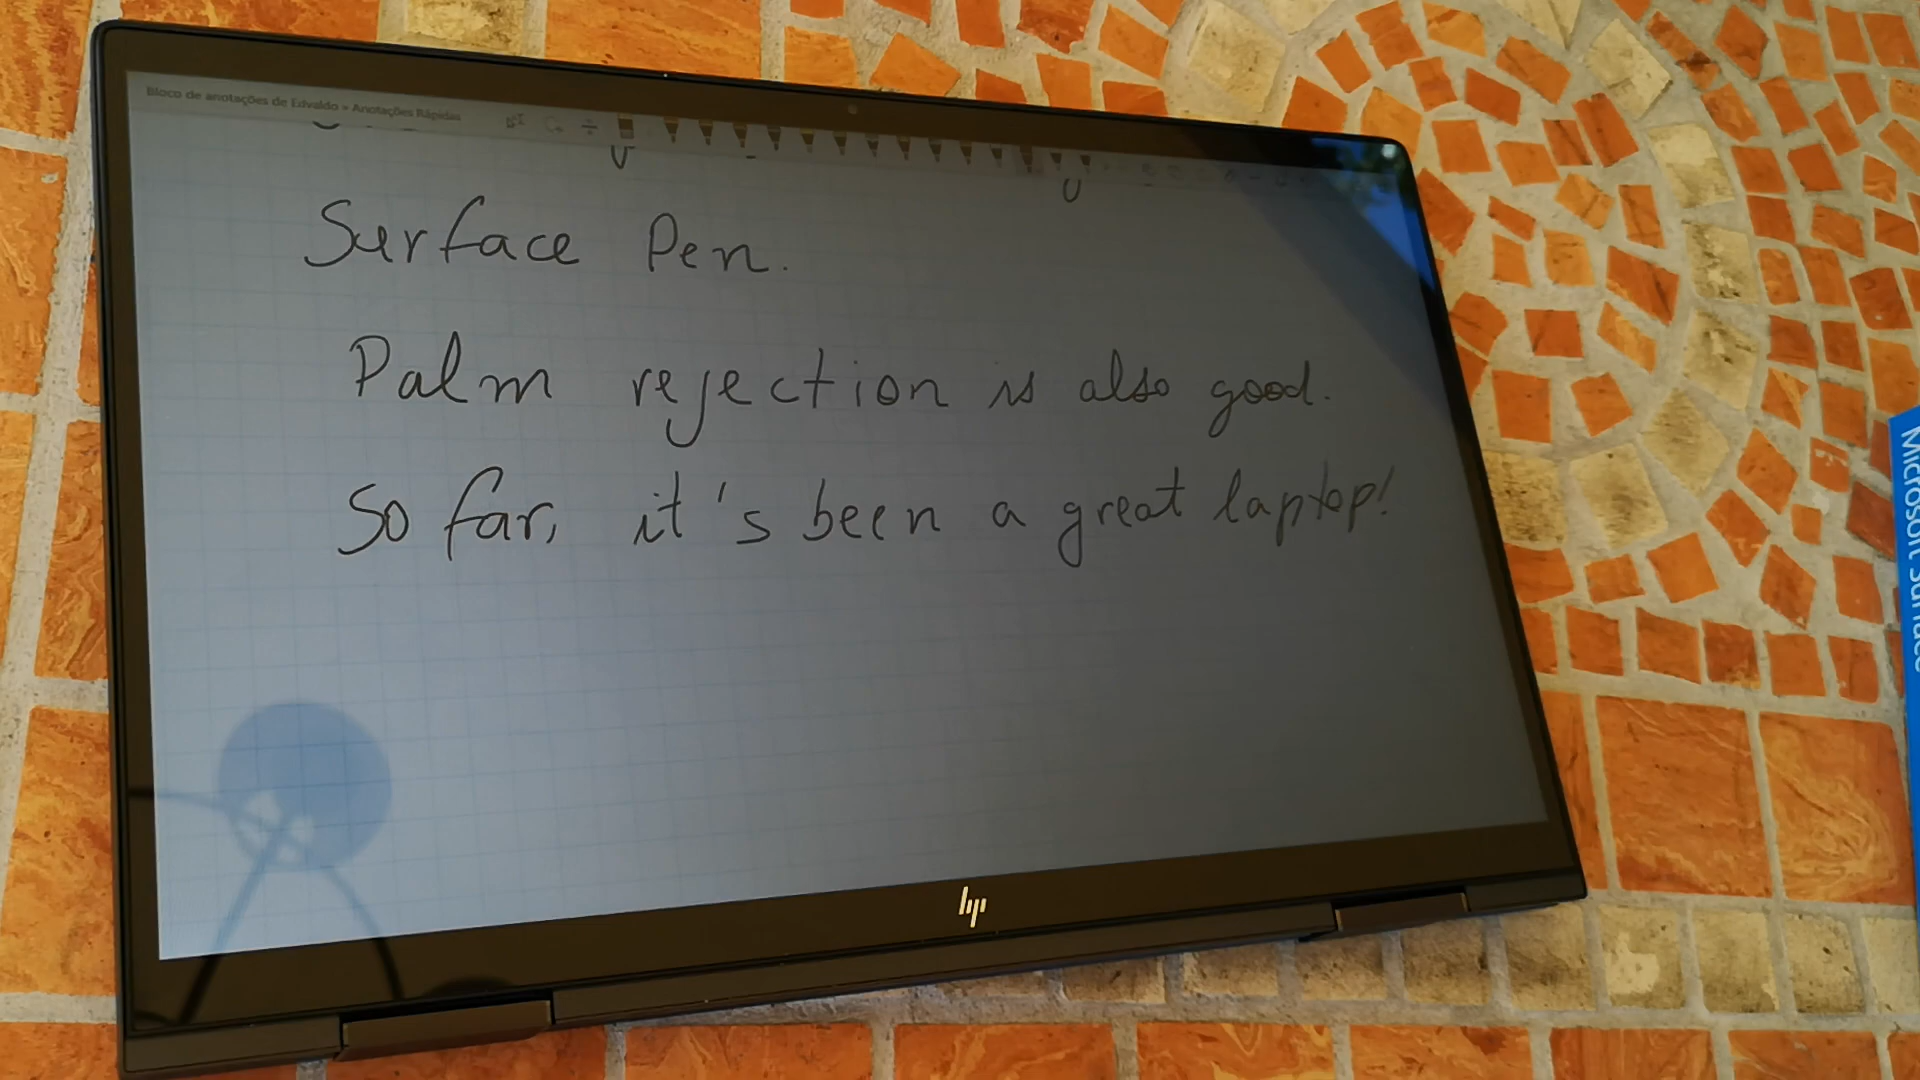 Bloco de anotações de Edvaldo » Anotações Rápidas
Surface Pen.
Palm rejection is also good.
So far, it's been a great laptop!
hp
Microsoft Surface